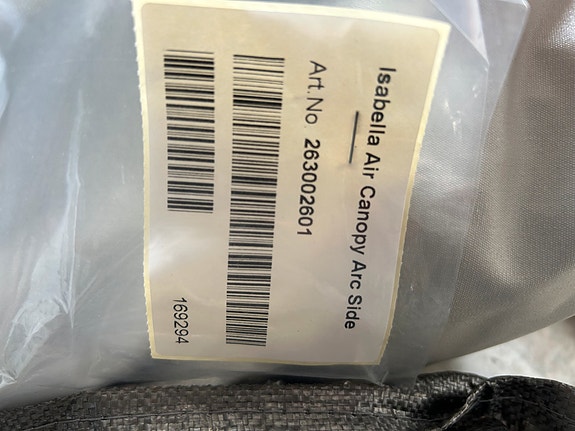 Isabella Air Canopy Arc Side
Art.No 263002601
169294